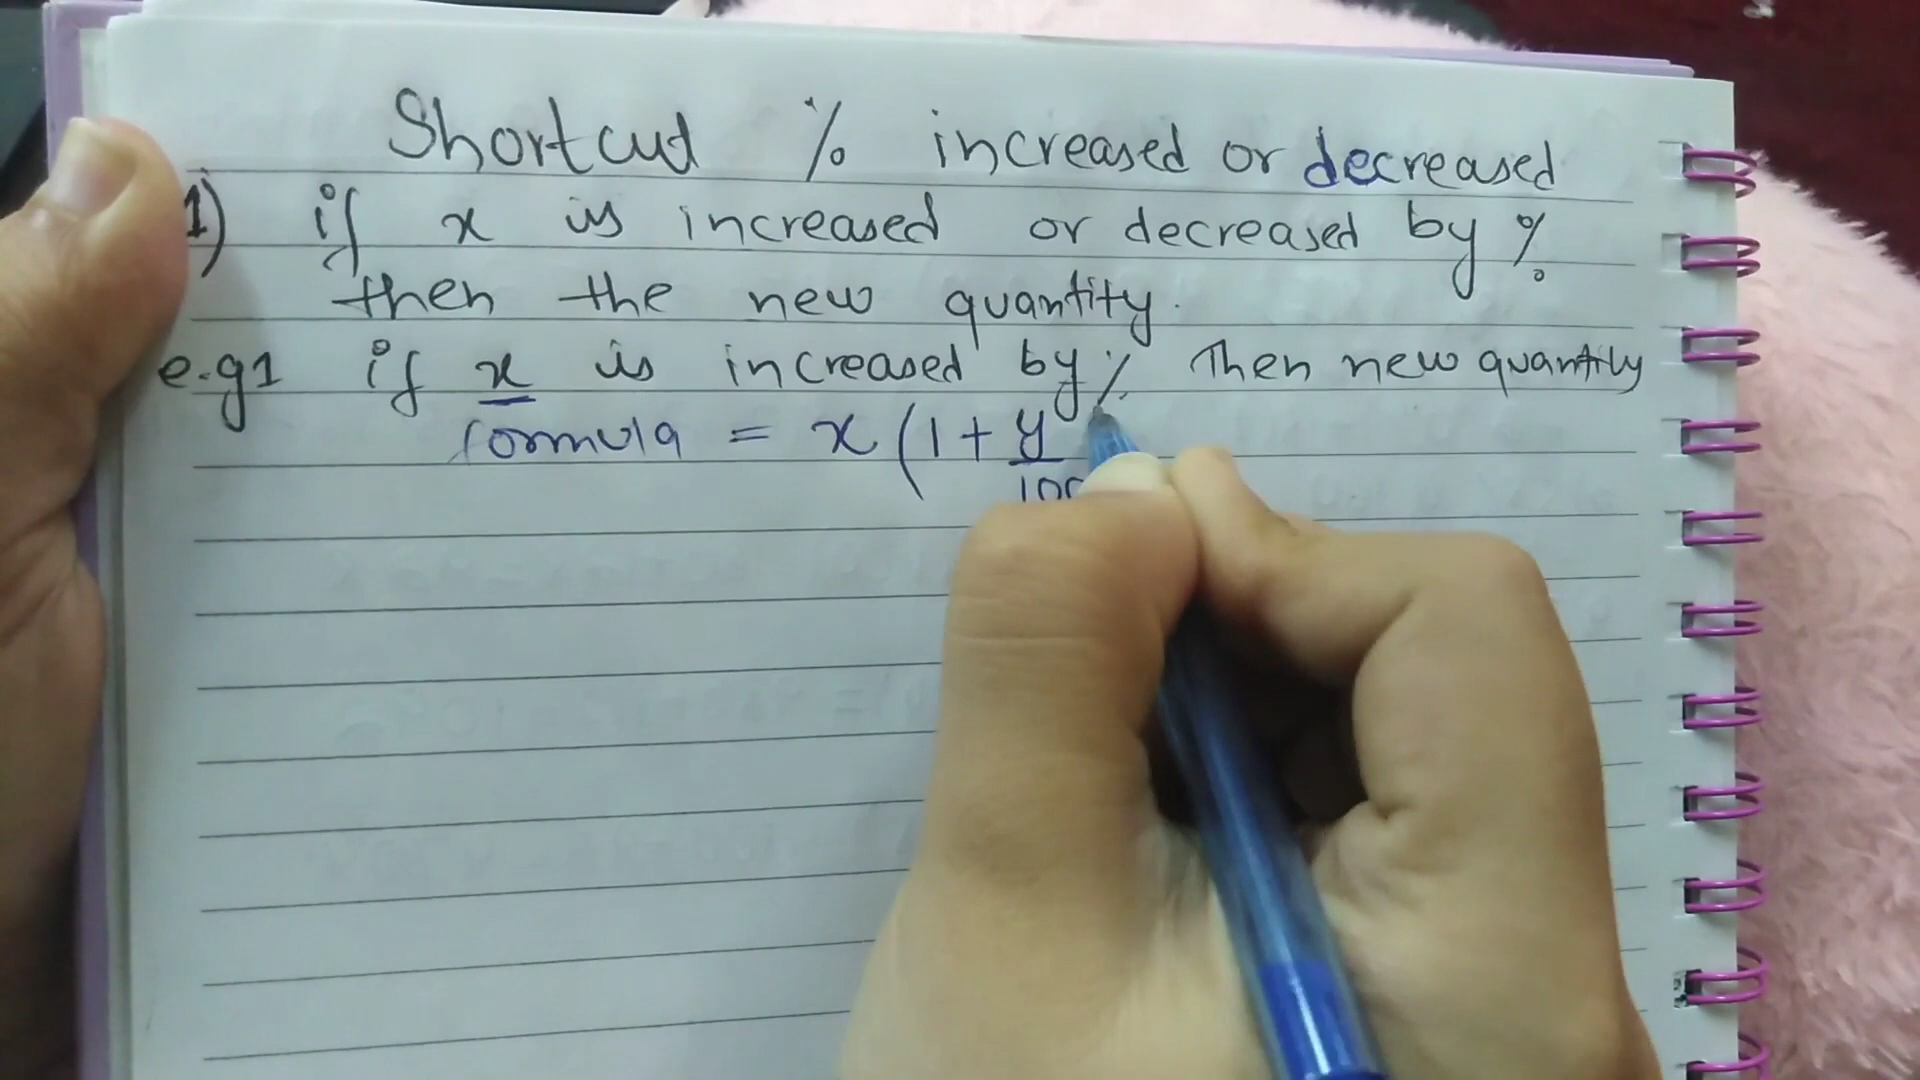 Shortcut % increased or decreased
1) if x is increased or decreased by %
then the new quantity.
e.g1 if x is increased by % Then new quantity
formula = x (1 + y
100